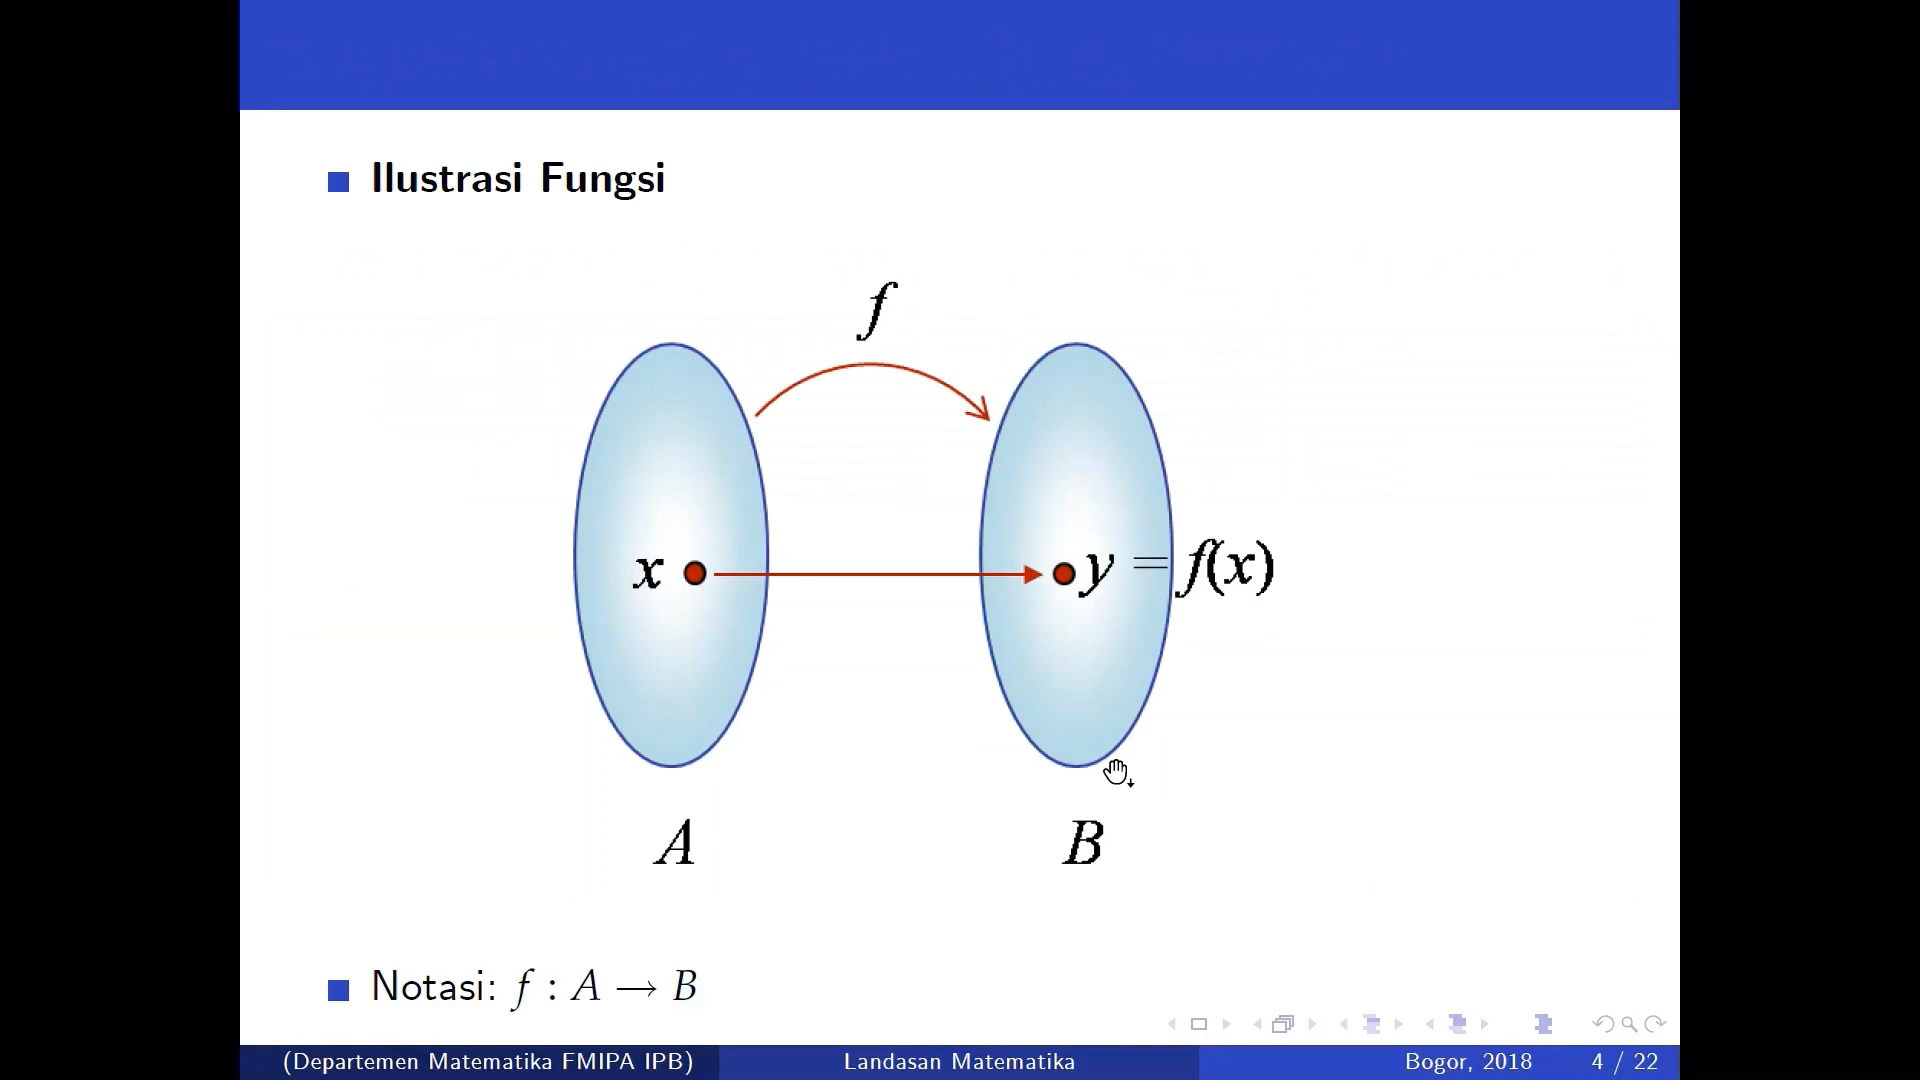 Ilustrasi Fungsi
f
x
y = f(x)
A
B
Notasi: f : A → B
(Departemen Matematika FMIPA IPB)
Landasan Matematika
Bogor, 2018
4 / 22